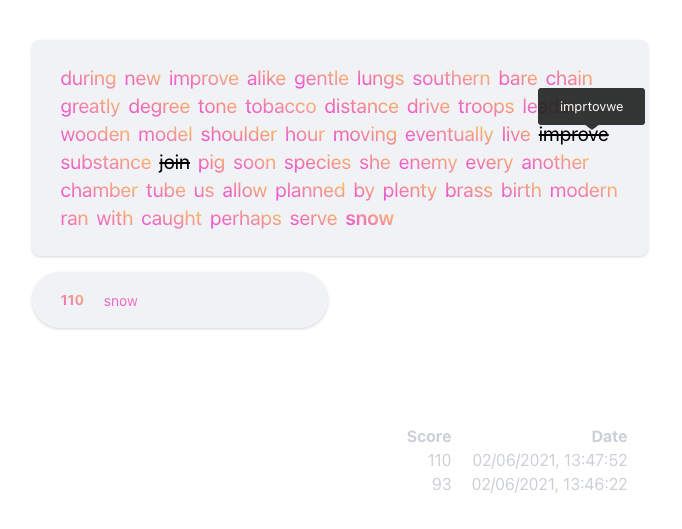 during new improve alike gentle lungs southern bare chain
greatly degree tone tobacco distance drive troops
imprtovwe
wooden model shoulder hour moving eventually live improve
substance join pig soon species she enemy every another
chamber tube us allow planned by plenty brass birth modern
ran with caught perhaps serve snow
110 snow
Score Date
110 02/06/2021, 13:47:52
93 02/06/2021, 13:46:22